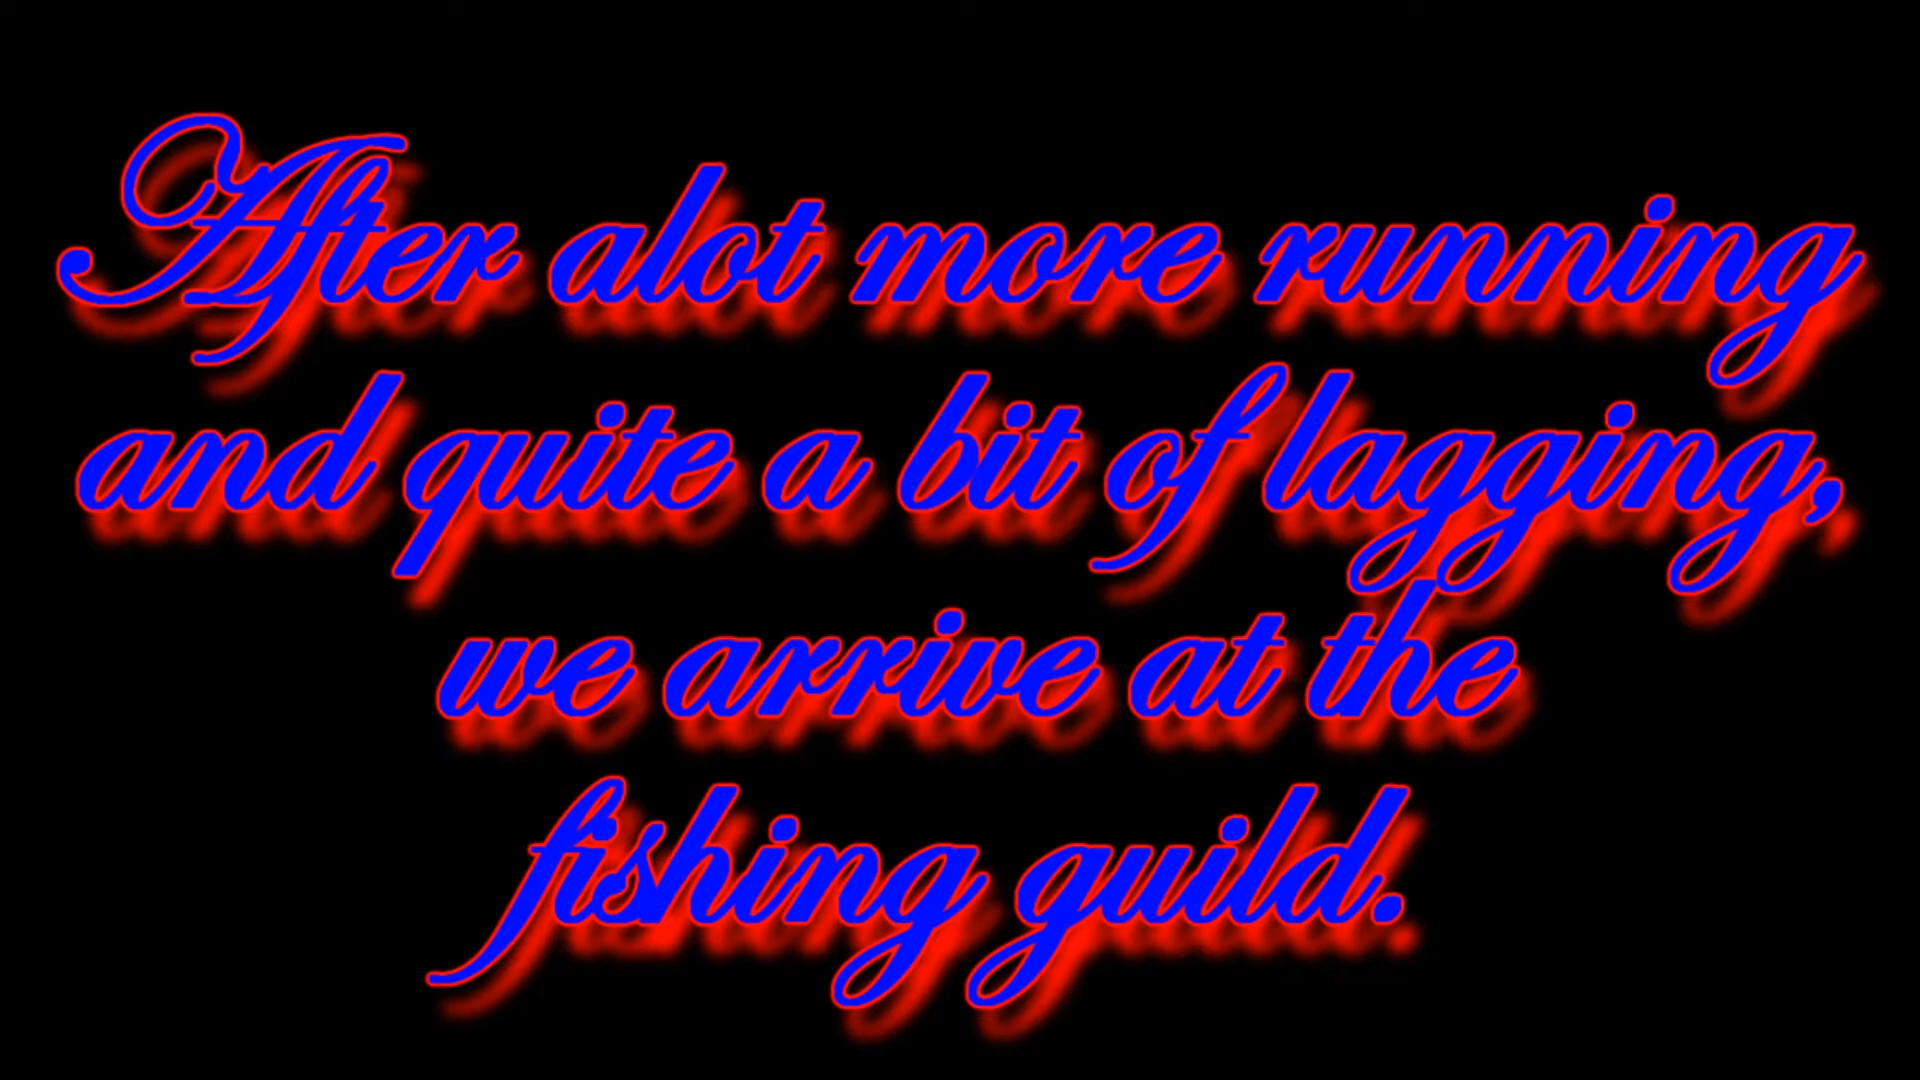 After alot more running
and quite a bit of lagging,
we arrive at the
fishing guild.